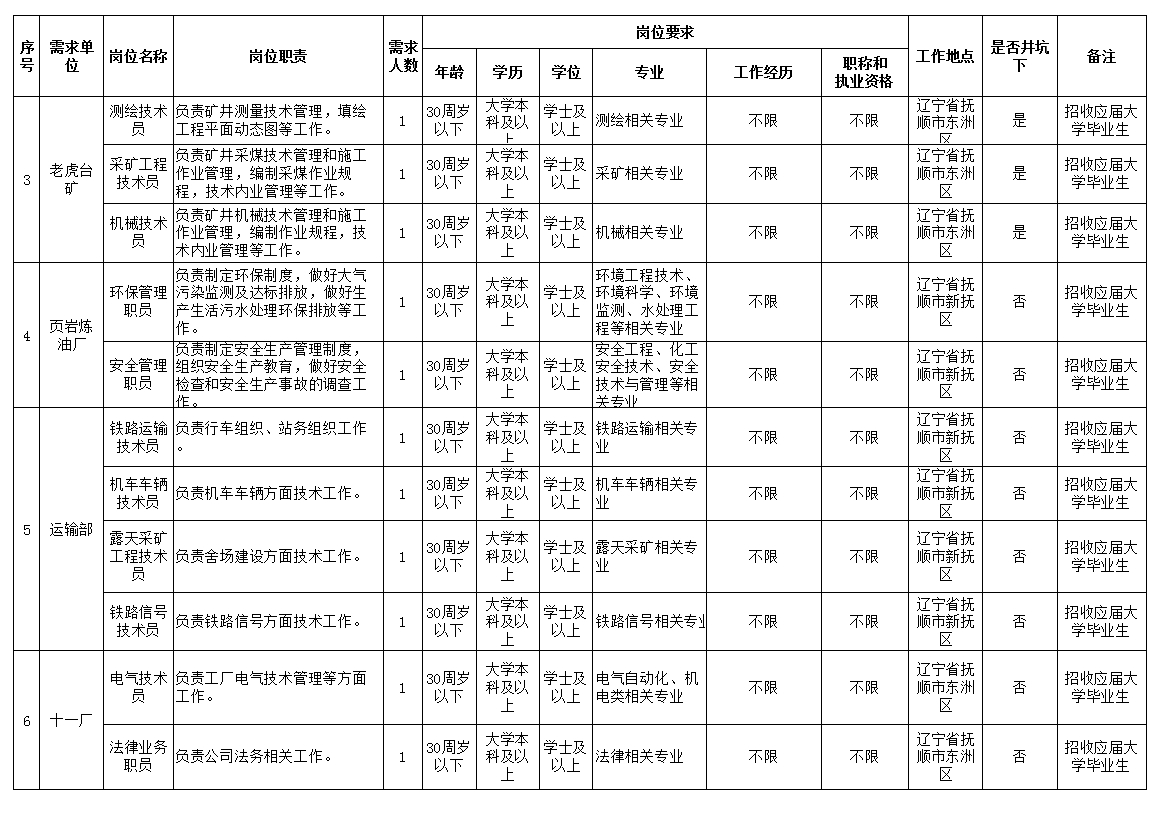 序号 需求单位 岗位名称 岗位职责 需求人数 岗位要求 工作地点 是否井坑下 备注
年龄 学历 学位 专业 工作经历 职称和执业资格
3 老虎台矿 测绘技术员 负责矿井测量技术管理，填绘工程平面动态图等工作。 1 30周岁以下 大学本科及以上 学士及以上 测绘相关专业 不限 不限 辽宁省抚顺市东洲区 是 招收应届大学毕业生
采矿工程技术员 负责矿井采煤技术管理和施工作业管理，编制采煤作业规程，技术内业管理等工作。 1 30周岁以下 大学本科及以上 学士及以上 采矿相关专业 不限 不限 辽宁省抚顺市东洲区 是 招收应届大学毕业生
机械技术员 负责矿井机械技术管理和施工作业管理，编制作业规程，技术内业管理等工作。 1 30周岁以下 大学本科及以上 学士及以上 机械相关专业 不限 不限 辽宁省抚顺市东洲区 是 招收应届大学毕业生
4 页岩炼油厂 环保管理职员 负责制定环保制度，做好大气污染监测及达标排放，做好生产生活污水处理环保排放等工作。 1 30周岁以下 大学本科及以上 学士及以上 环境工程技术、环境科学、环境监测、水处理工程等相关专业 不限 不限 辽宁省抚顺市新抚区 否 招收应届大学毕业生
安全管理职员 负责制定安全生产管理制度，组织安全生产教育，做好安全检查和安全生产事故的调查工作。 1 30周岁以下 大学本科及以上 学士及以上 安全工程、化工安全技术、安全技术与管理等相关专业 不限 不限 辽宁省抚顺市新抚区 否 招收应届大学毕业生
5 运输部 铁路运输技术员 负责行车组织、站务组织工作。 1 30周岁以下 大学本科及以上 学士及以上 铁路运输相关专业 不限 不限 辽宁省抚顺市新抚区 否 招收应届大学毕业生
机车车辆技术员 负责机车车辆方面技术工作。 1 30周岁以下 大学本科及以上 学士及以上 机车车辆相关专业 不限 不限 辽宁省抚顺市新抚区 否 招收应届大学毕业生
露天采矿工程技术员 负责舍场建设方面技术工作。 1 30周岁以下 大学本科及以上 学士及以上 露天采矿相关专业 不限 不限 辽宁省抚顺市新抚区 否 招收应届大学毕业生
铁路信号技术员 负责铁路信号方面技术工作。 1 30周岁以下 大学本科及以上 学士及以上 铁路信号相关专业 不限 不限 辽宁省抚顺市新抚区 否 招收应届大学毕业生
6 十一厂 电气技术员 负责工厂电气技术管理等方面工作。 1 30周岁以下 大学本科及以上 学士及以上 电气自动化、机电类相关专业 不限 不限 辽宁省抚顺市东洲区 否 招收应届大学毕业生
法律业务职员 负责公司法务相关工作。 1 30周岁以下 大学本科及以上 学士及以上 法律相关专业 不限 不限 辽宁省抚顺市东洲区 否 招收应届大学毕业生